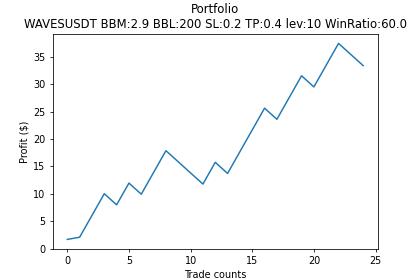 Portfolio
WAVESUSDT BBM:2.9 BBL:200 SL:0.2 TP:0.4 lev:10 WinRatio:60.0
35
30
25
20
15
10
5
0
Profit ($)
0 5 10 15 20 25
Trade counts